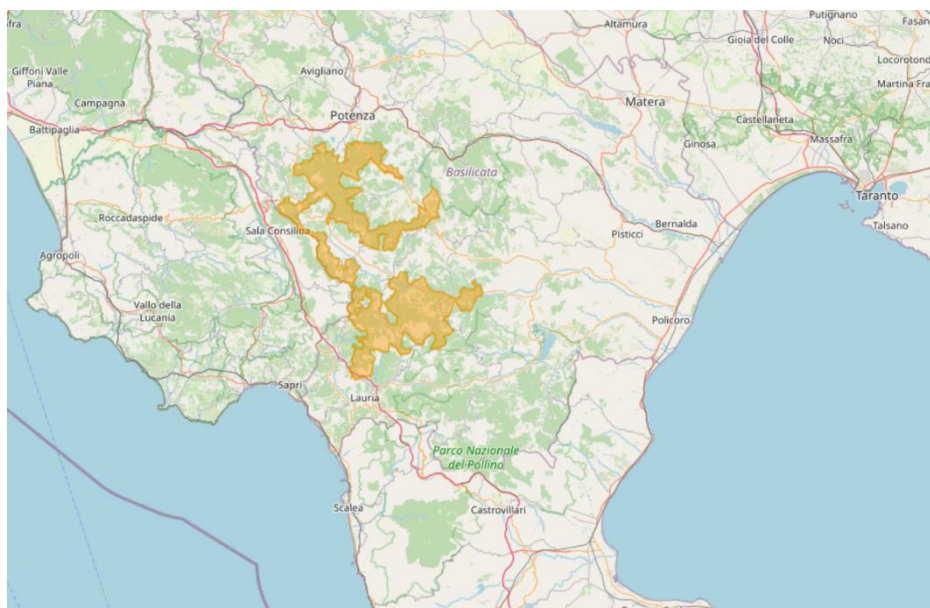 Altamura
Putignano
Fasan
Gioia del Colle
Noci
Giffoni Valle
Piana
Avigliano
Locorotond
Martina Fra
Campagna
Matera
Potenza
Castellaneta
Battipaglia
Ginosa
Massafra
Basilicata
Taranto
Roccadaspide
Bernalda
Talsano
Sala Consilina
Pisticci
Agropoli
Vallo della
Lucania
Policoro
Sapri
Lauria
Parco Nazionale
del Pollino
Scalea
Castrovillari